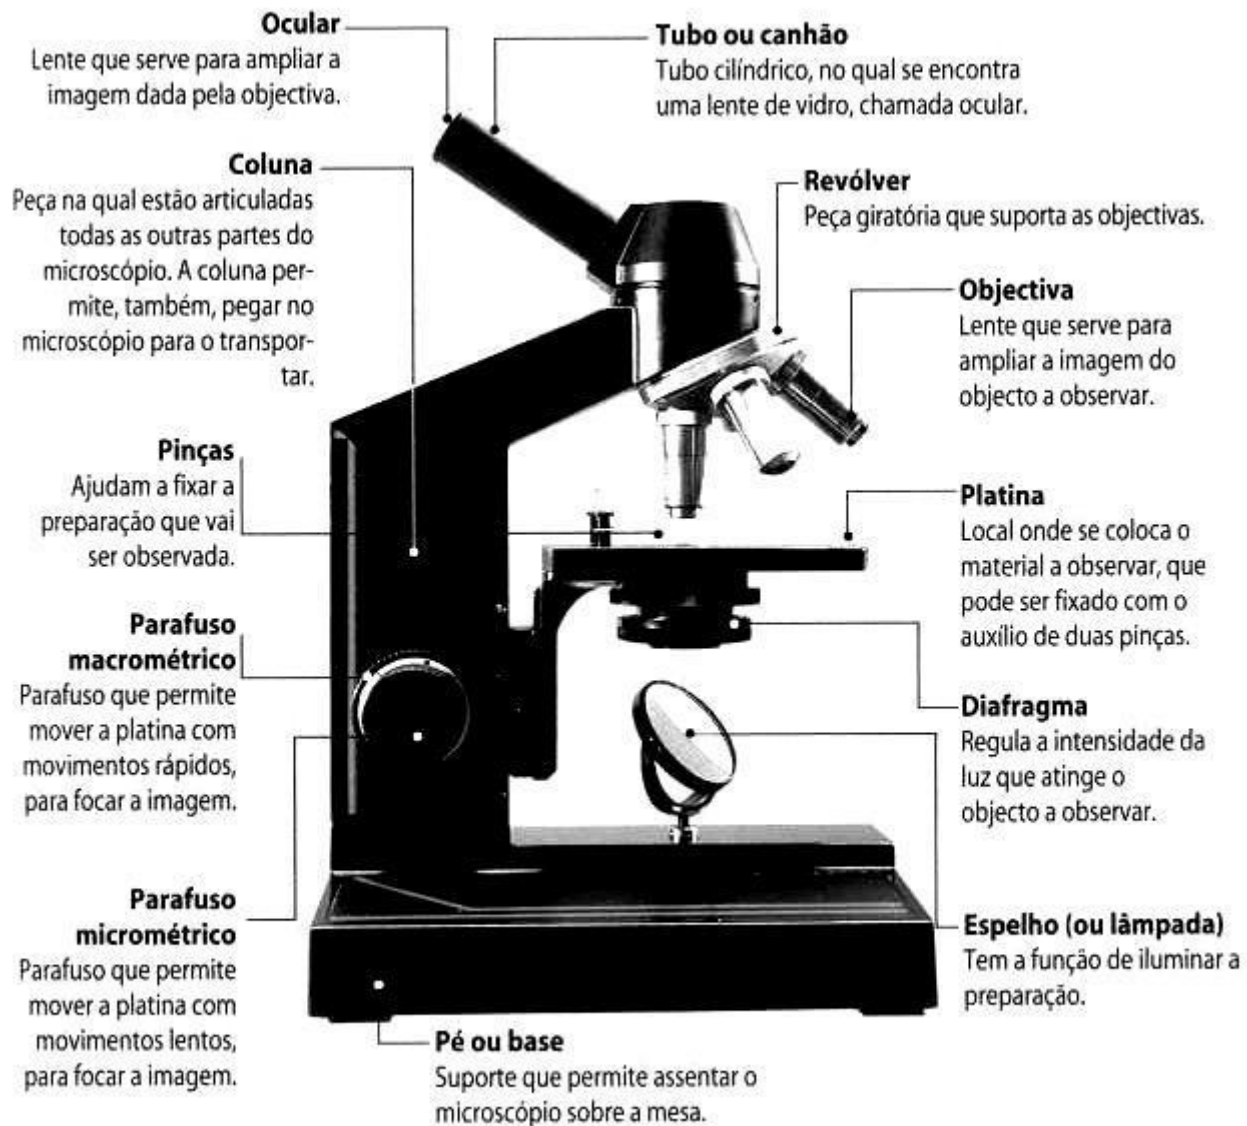 Ocular
Lente que serve para ampliar a
imagem dada pela objectiva.
Tubo ou canhão
Tubo cilíndrico, no qual se encontra
uma lente de vidro, chamada ocular.
Coluna
Peça na qual estão articuladas
todas as outras partes do
microscópio. A coluna per-
mite, também, pegar no
microscópio para o transpor-
tar.
Revólver
Peça giratória que suporta as objectivas.
Objectiva
Lente que serve para
ampliar a imagem do
objecto a observar.
Pinças
Ajudam a fixar a
preparação que vai
ser observada.
Platina
Local onde se coloca o
material a observar, que
pode ser fixado com o
auxílio de duas pinças.
Parafuso
macrométrico
Parafuso que permite
mover a platina com
movimentos rápidos,
para focar a imagem.
Diafragma
Regula a intensidade da
luz que atinge o
objecto a observar.
Parafuso
micrométrico
Parafuso que permite
mover a platina com
movimentos lentos,
para focar a imagem.
Espelho (ou lâmpada)
Tem a função de iluminar a
preparação.
Pé ou base
Suporte que permite assentar o
microscópio sobre a mesa.